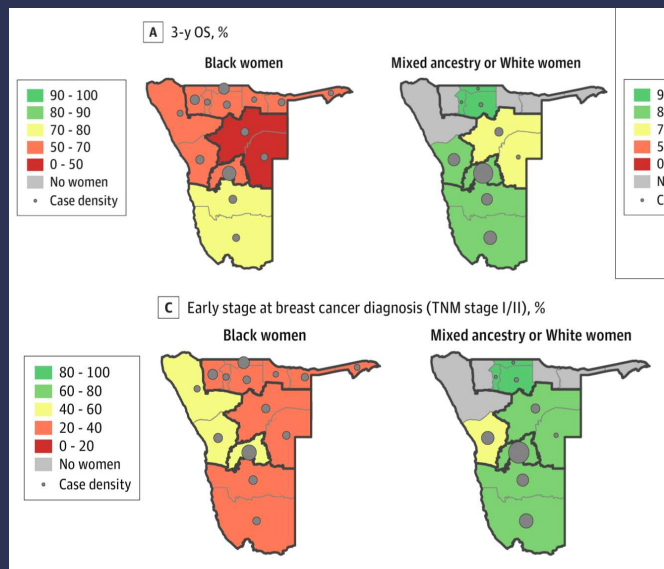 A 3-y OS, %
Black women
Mixed ancestry or White women
90 - 100
80 - 90
70 - 80
50 - 70
0 - 50
No women
Case density
C Early stage at breast cancer diagnosis (TNM stage I/II), %
Black women
Mixed ancestry or White women
80 - 100
60 - 80
40 - 60
20 - 40
0 - 20
No women
Case density